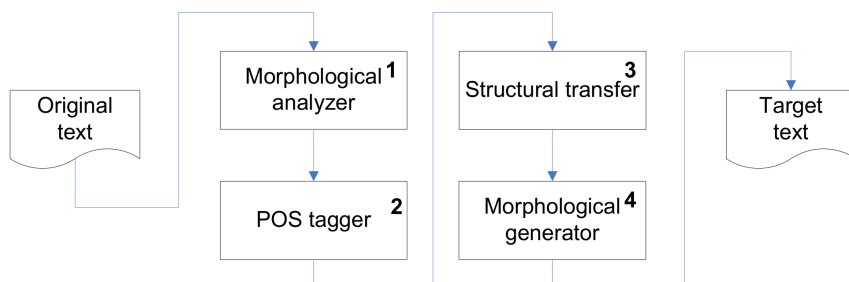 Original
text
Morphological 1
analyzer
POS tagger 2
3
Structural transfer
Morphological 4
generator
Target
text